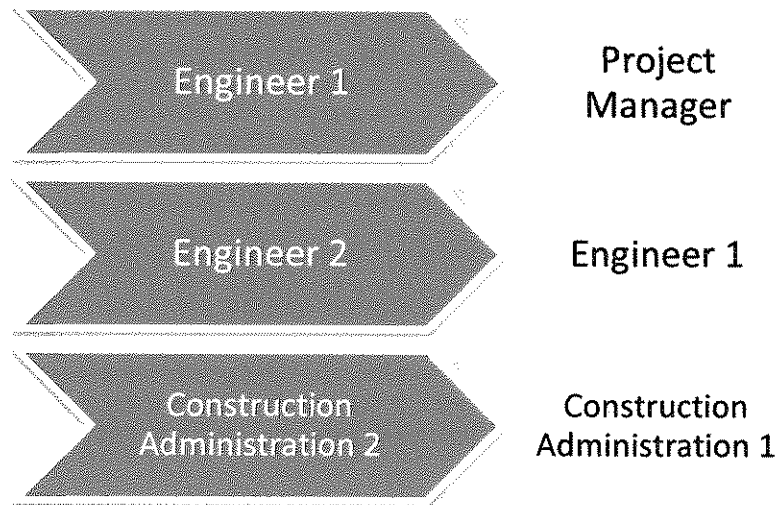 Engineer 1
Project
Manager
Engineer 2
Engineer 1
Construction
Administration 2
Construction
Administration 1